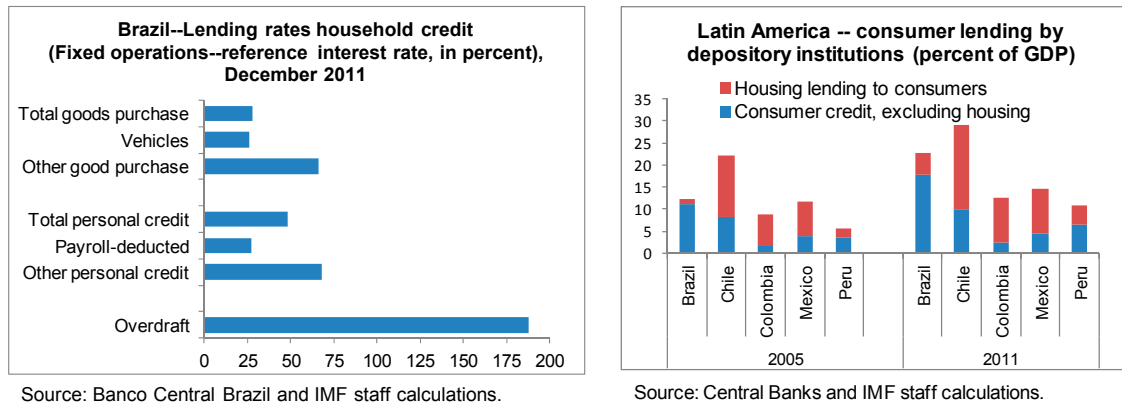 Brazil--Lending rates household credit
(Fixed operations--reference interest rate, in percent),
December 2011
Total goods purchase
Vehicles
Other good purchase
Total personal credit
Payroll-deducted
Other personal credit
Overdraft
0 25 50 75 100 125 150 175 200
Source: Banco Central Brazil and IMF staff calculations.
Latin America -- consumer lending by
depository institutions (percent of GDP)
Housing lending to consumers
Consumer credit, excluding housing
35
30
25
20
15
10
5
0
Brazil
Chile
Colombia
Mexico
Peru
Brazil
Chile
Colombia
Mexico
Peru
2005 2011
Source: Central Banks and IMF staff calculations.